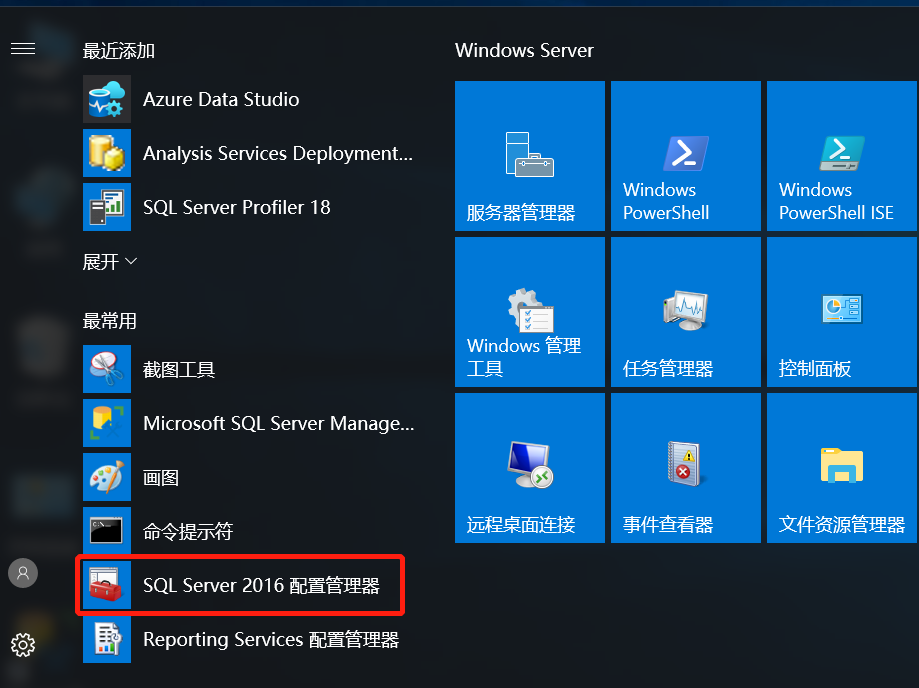 最近添加
Azure Data Studio
Analysis Services Deployment...
SQL Server Profiler 18
展开
最常用
截图工具
Microsoft SQL Server Manage...
画图
命令提示符
SQL Server 2016 配置管理器
Reporting Services 配置管理器
Windows Server
服务器管理器
Windows
PowerShell
Windows
PowerShell ISE
Windows 管理
工具
任务管理器
控制面板
远程桌面连接
事件查看器
文件资源管理器